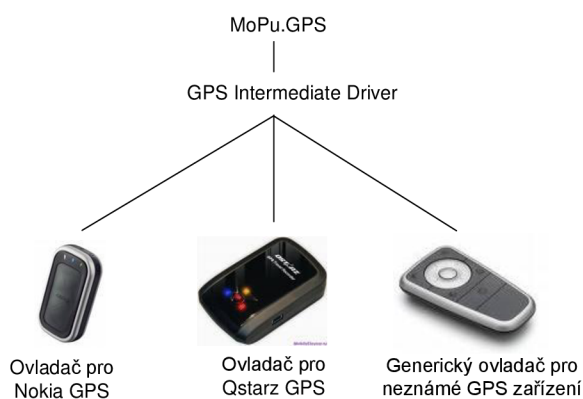 MoPu.GPS
GPS Intermediate Driver
Ovladač pro
Nokia GPS
Ovladač pro
Qstarz GPS
Generický ovladač pro
neznámé GPS zařízení